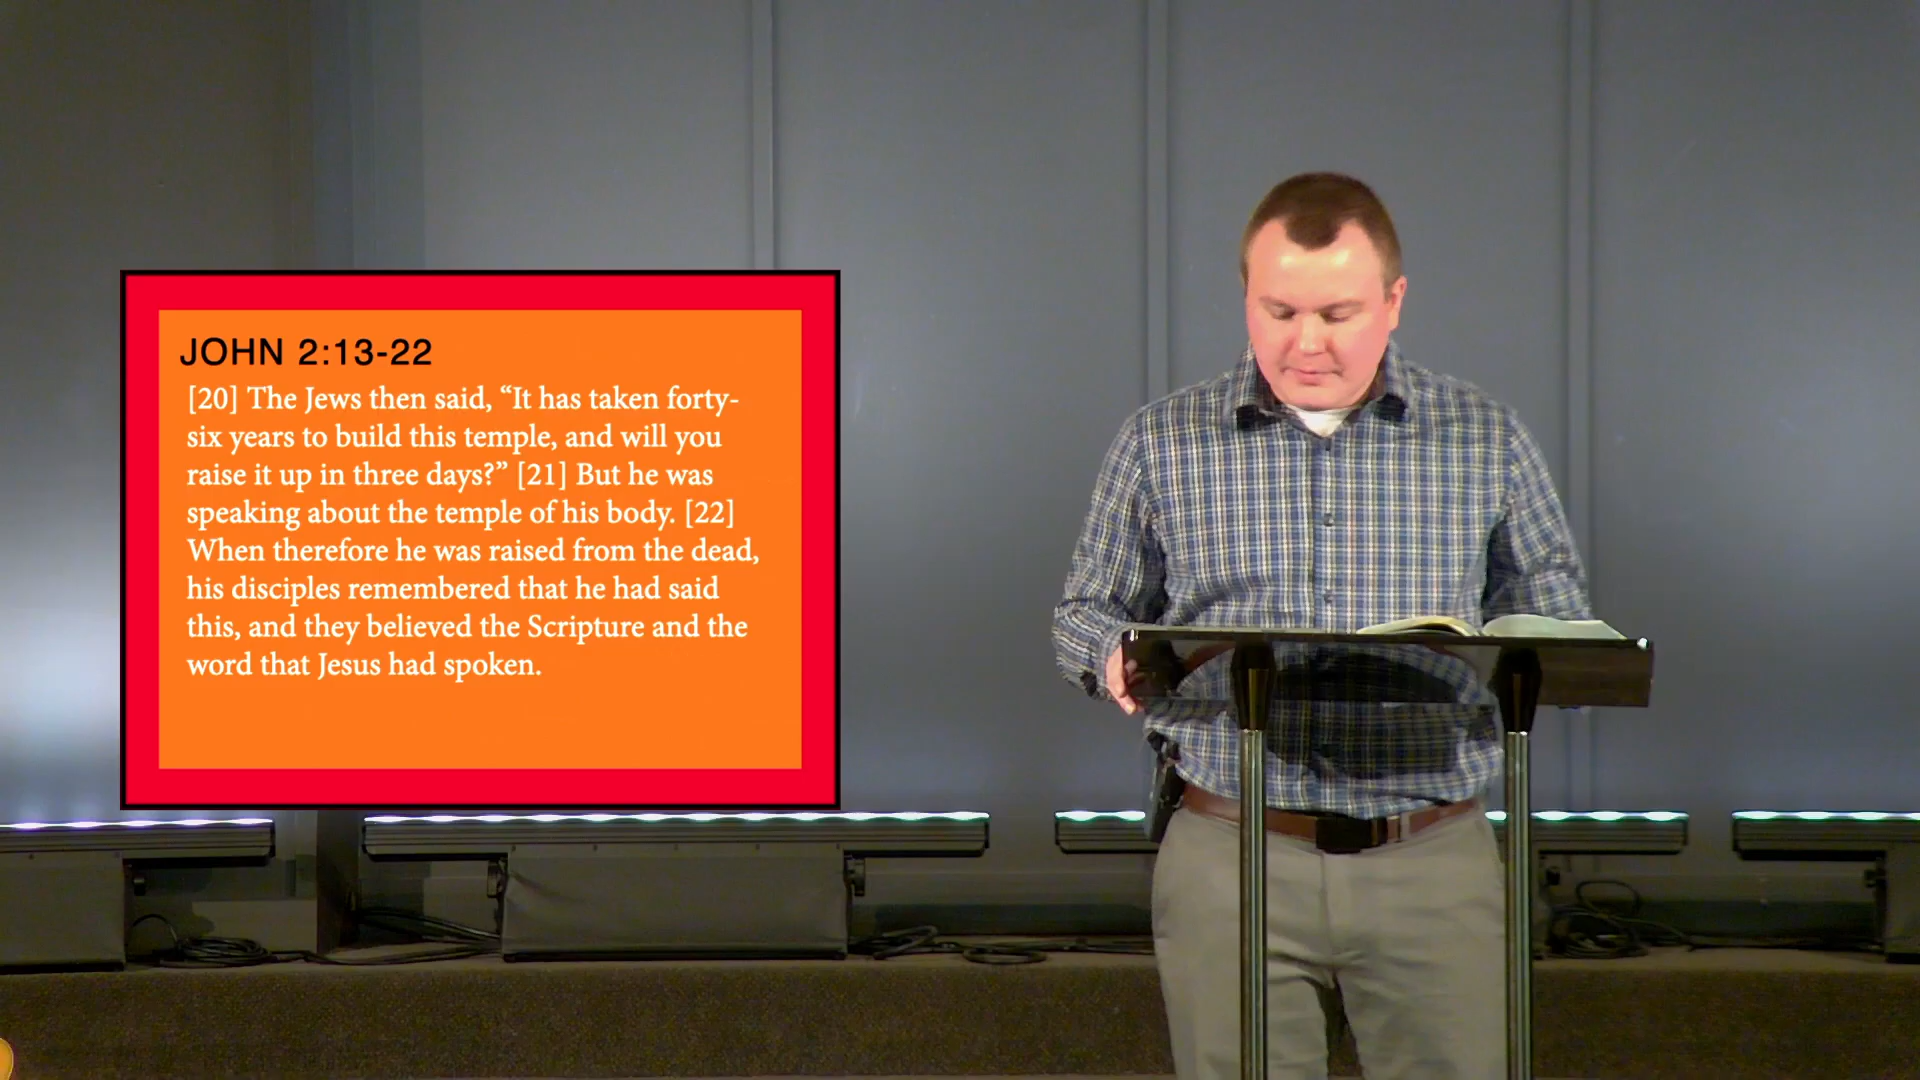 JOHN 2:13-22
[20] The Jews then said, “It has taken forty-
six years to build this temple, and will you
raise it up in three days?” [21] But he was
speaking about the temple of his body. [22]
When therefore he was raised from the dead,
his disciples remembered that he had said
this, and they believed the Scripture and the
word that Jesus had spoken.